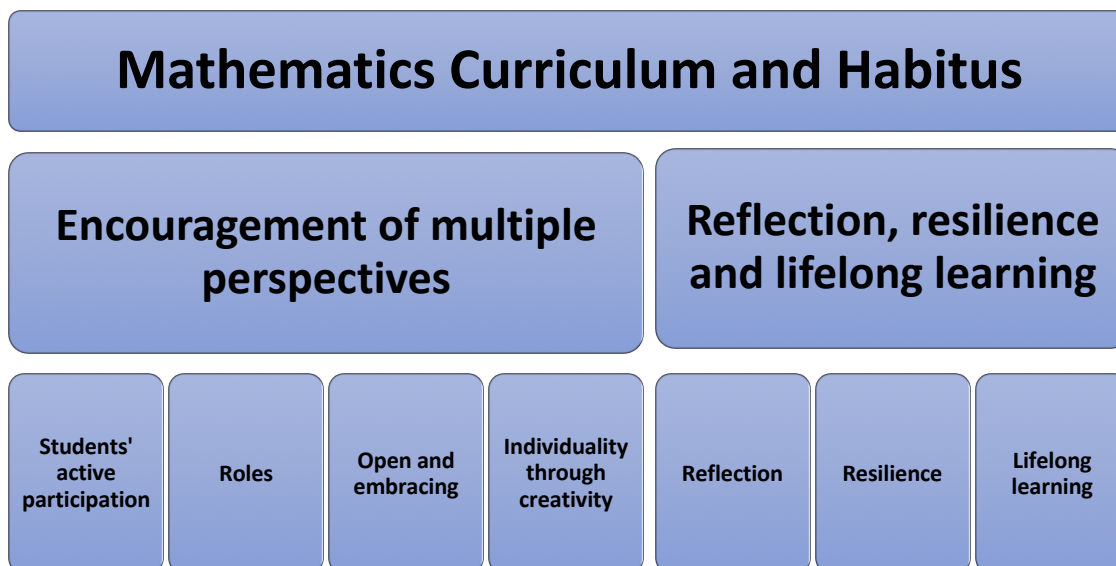 Mathematics Curriculum and Habitus
Encouragement of multiple
perspectives
Reflection, resilience
and lifelong learning
Students'
active
participation
Roles
Open and
embracing
Individuality
through
creativity
Reflection
Resilience
Lifelong
learning